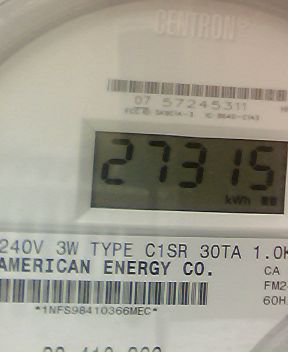 CENTRON®
07 57245311
27315
kWh
240V 3W TYPE C1SR 30TA 1.0K
AMERICAN ENERGY CO.
CA
FM2
60H
*1NFS98410366MEC*